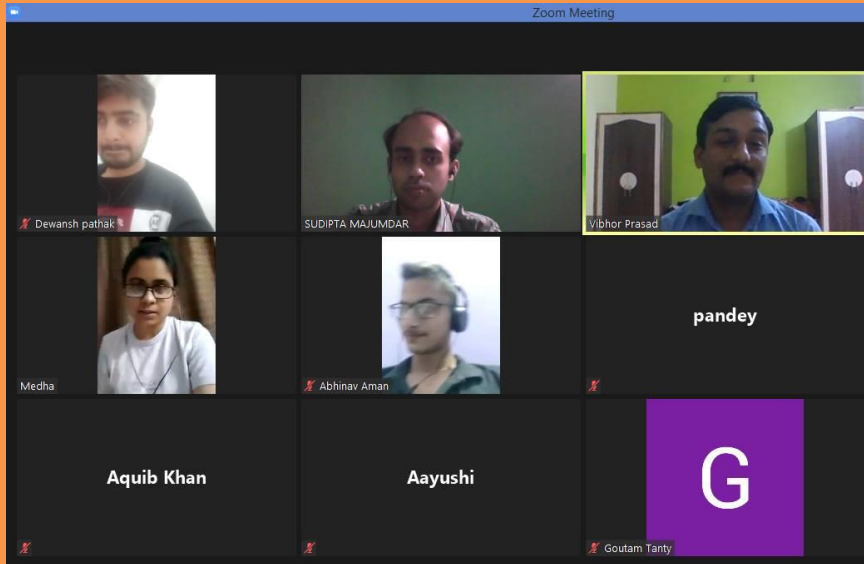 Zoom Meeting
Dewansh pathak
SUDIPTA MAJUMDAR
Vibhor Prasad
Medha
Abhinav Aman
pandey
Aquib Khan
Aayushi
G
Goutam Tanty